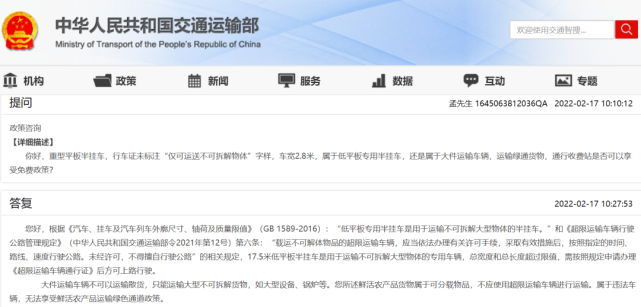 中华人民共和国交通运输部
Ministry of Transport of the People's Republic of China
欢迎使用交通智搜...
机构 政策 新闻 服务 数据 互动 专题
提问 孟先生 1645063812036QA 2022-02-17 10:10:12
政策咨询
【详细描述】
你好，重型平板半挂车，行车证未标注“仅可运送不可拆解物体”字样，车宽2.8米，属于低平板专用半挂车，还是属于大件运输车辆，运输绿通货物，通行收费站是否可以享
受免费政策？
答复 2022-02-17 10:27:53
您好，根据《汽车、挂车及汽车列车外廓尺寸、轴荷及质量限值》（GB 1589-2016）：“低平板专用半挂车是用于运输不可拆解大型物体的半挂车。”和《超限运输车辆行驶
公路管理规定》（中华人民共和国交通运输部令2021年第12号）第六条：“载运不可解体物品的超限运输车辆，应当依法办理有关许可手续，采取有效措施后，按照指定的时间、
路线、速度行驶公路。未经许可，不得擅自行驶公路”的相关规定，17.5米低平板半挂车是用于运输不可拆解大型物体的专用车辆，总宽度和总长度超过限值，需按照规定申请办理
《超限运输车辆通行证》后方可上路行驶。
大件运输车辆不可以运输散货，只能运输大型不可拆解货物，如大型设备、锅炉等。您所述鲜活农产品货物属于可分载物品，不应使用超限运输车辆进行运输。属于违法车
辆，无法享受鲜活农产品运输绿色通道政策。